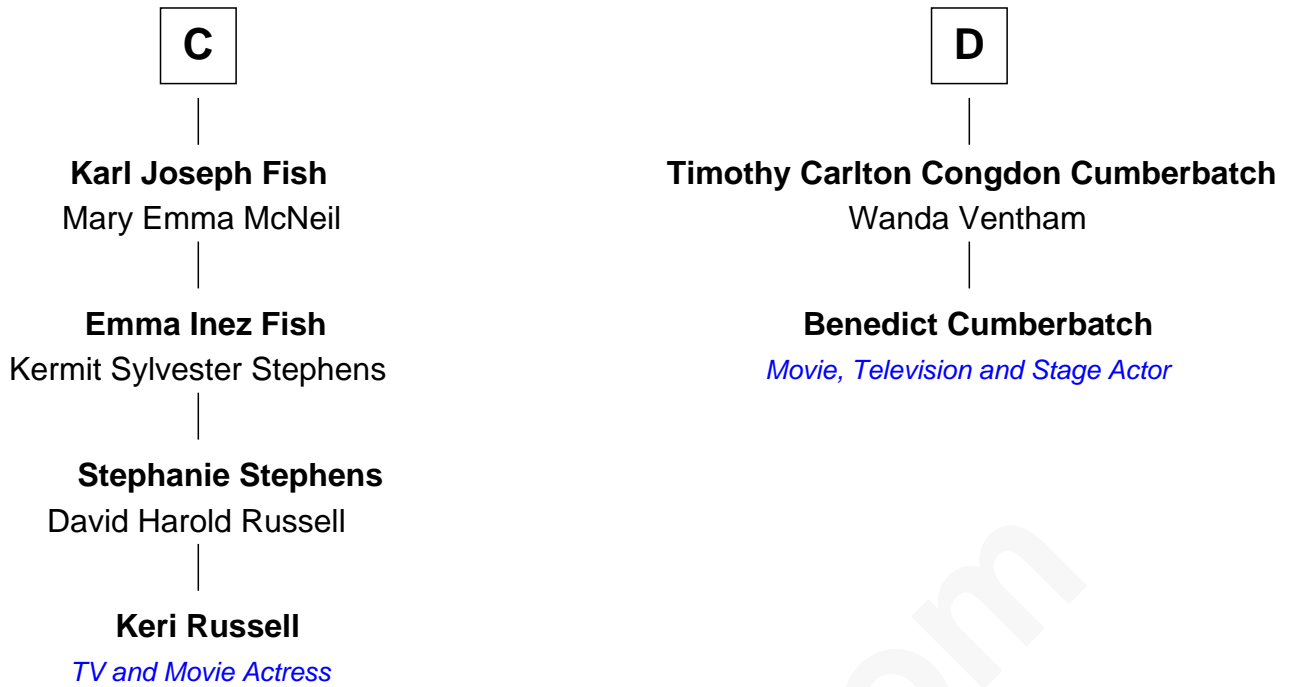 C
Karl Joseph Fish
Mary Emma McNeil
Emma Inez Fish
Kermit Sylvester Stephens
Stephanie Stephens
David Harold Russell
Keri Russell
TV and Movie Actress
D
Timothy Carlton Congdon Cumberbatch
Wanda Ventham
Benedict Cumberbatch
Movie, Television and Stage Actor
om